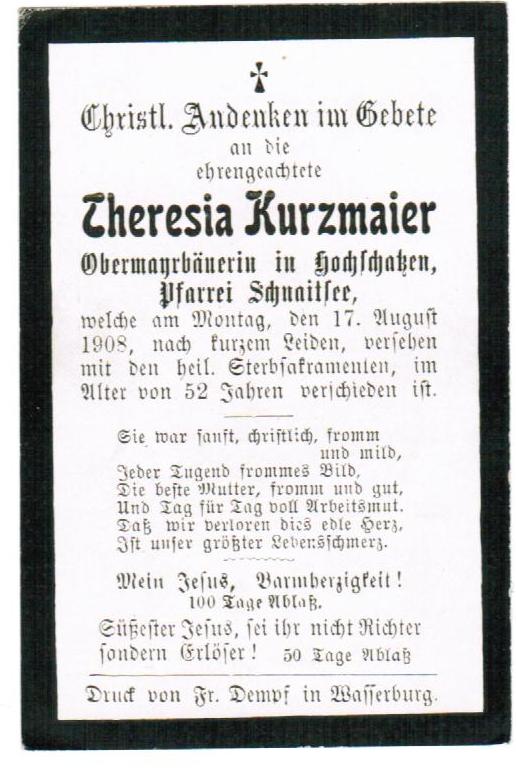 Christl. Andenken im Gebete
an die
ehrengeachtete
Theresia Kurzmaier
Obermayrbäuerin in Hochschatzen,
Pfarrei Schnaitsee,
welche am Montag, den 17. August
1908, nach kurzem Leiden, versehen
mit den heil. Sterbsakramenten, im
Alter von 52 Jahren verschieden ist.
Sie war sanft, christlich, fromm
und mild,
Jeder Tugend frommes Bild,
Die beste Mutter, fromm und gut,
Und Tag für Tag voll Arbeitsmut.
Daß wir verloren dies edle Herz,
Ist unser größter Lebensschmerz.
Mein Jesus, Barmherzigkeit!
100 Tage Ablaß.
Süßester Jesus, sei ihr nicht Richter
sondern Erlöser! 50 Tage Ablaß
Druck von Fr. Dempf in Wasserburg.